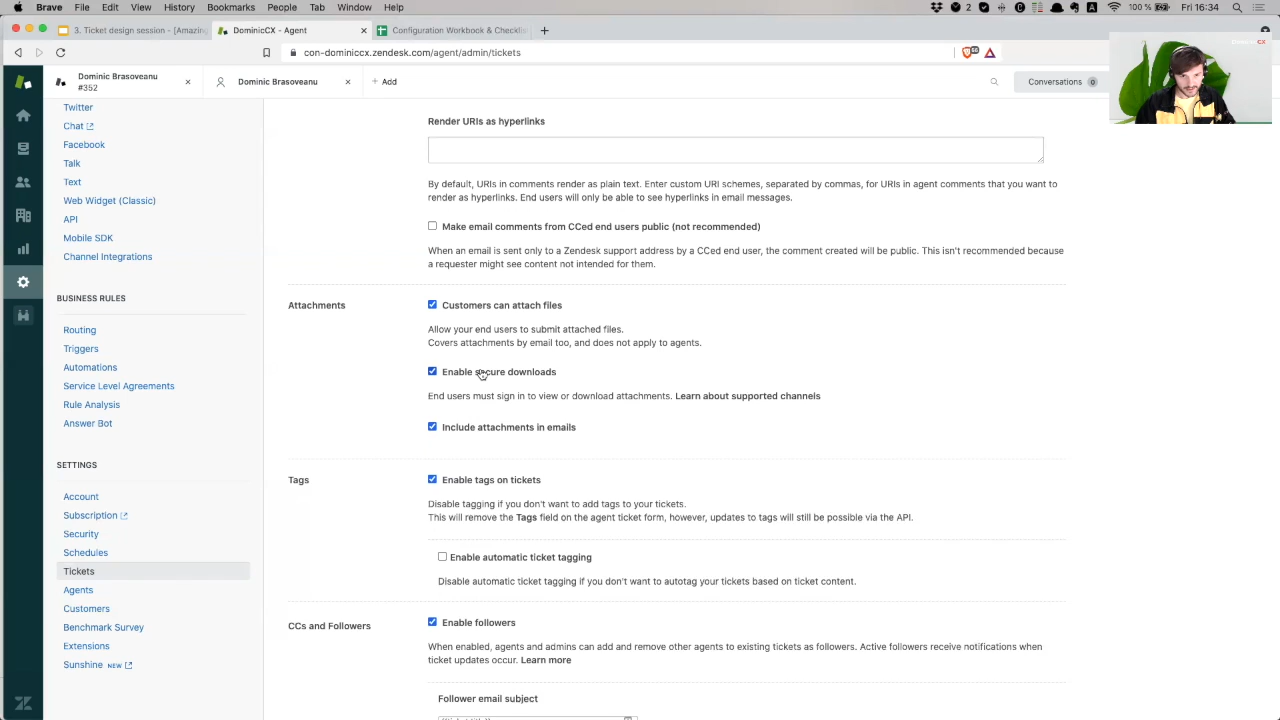 Brave File Edit View History Bookmarks People Tab Window Help
2
100 %
Fri 16:34
3. Ticket design session - [Amazin
DominicCX - Agent
Configuration Workbook & Checklis
con-dominiccx.zendesk.com/agent/admin/tickets
Dominic Brasoveanu
#352
Dominic Brasoveanu
+ Add
Conversations 0
Twitter
Chat
Facebook
Talk
Text
Web Widget (Classic)
API
Mobile SDK
Channel Integrations
BUSINESS RULES
Routing
Triggers
Automations
Service Level Agreements
Rule Analysis
Answer Bot
SETTINGS
Account
Subscription
Security
Schedules
Tickets
Agents
Customers
Benchmark Survey
Extensions
Sunshine NEW
Render URIs as hyperlinks
By default, URIs in comments render as plain text. Enter custom URI schemes, separated by commas, for URIs in agent comments that you want to
render as hyperlinks. End users will only be able to see hyperlinks in email messages.
Make email comments from CCed end users public (not recommended)
When an email is sent only to a Zendesk support address by a CCed end user, the comment created will be public. This isn't recommended because
a requester might see content not intended for them.
Attachments
Customers can attach files
Allow your end users to submit attached files.
Covers attachments by email too, and does not apply to agents.
Enable secure downloads
End users must sign in to view or download attachments. Learn about supported channels
Include attachments in emails
Tags
Enable tags on tickets
Disable tagging if you don't want to add tags to your tickets.
This will remove the Tags field on the agent ticket form, however, updates to tags will still be possible via the API.
Enable automatic ticket tagging
Disable automatic ticket tagging if you don't want to autotag your tickets based on ticket content.
CCs and Followers
Enable followers
When enabled, agents and admins can add and remove other agents to existing tickets as followers. Active followers receive notifications when
ticket updates occur. Learn more
Follower email subject